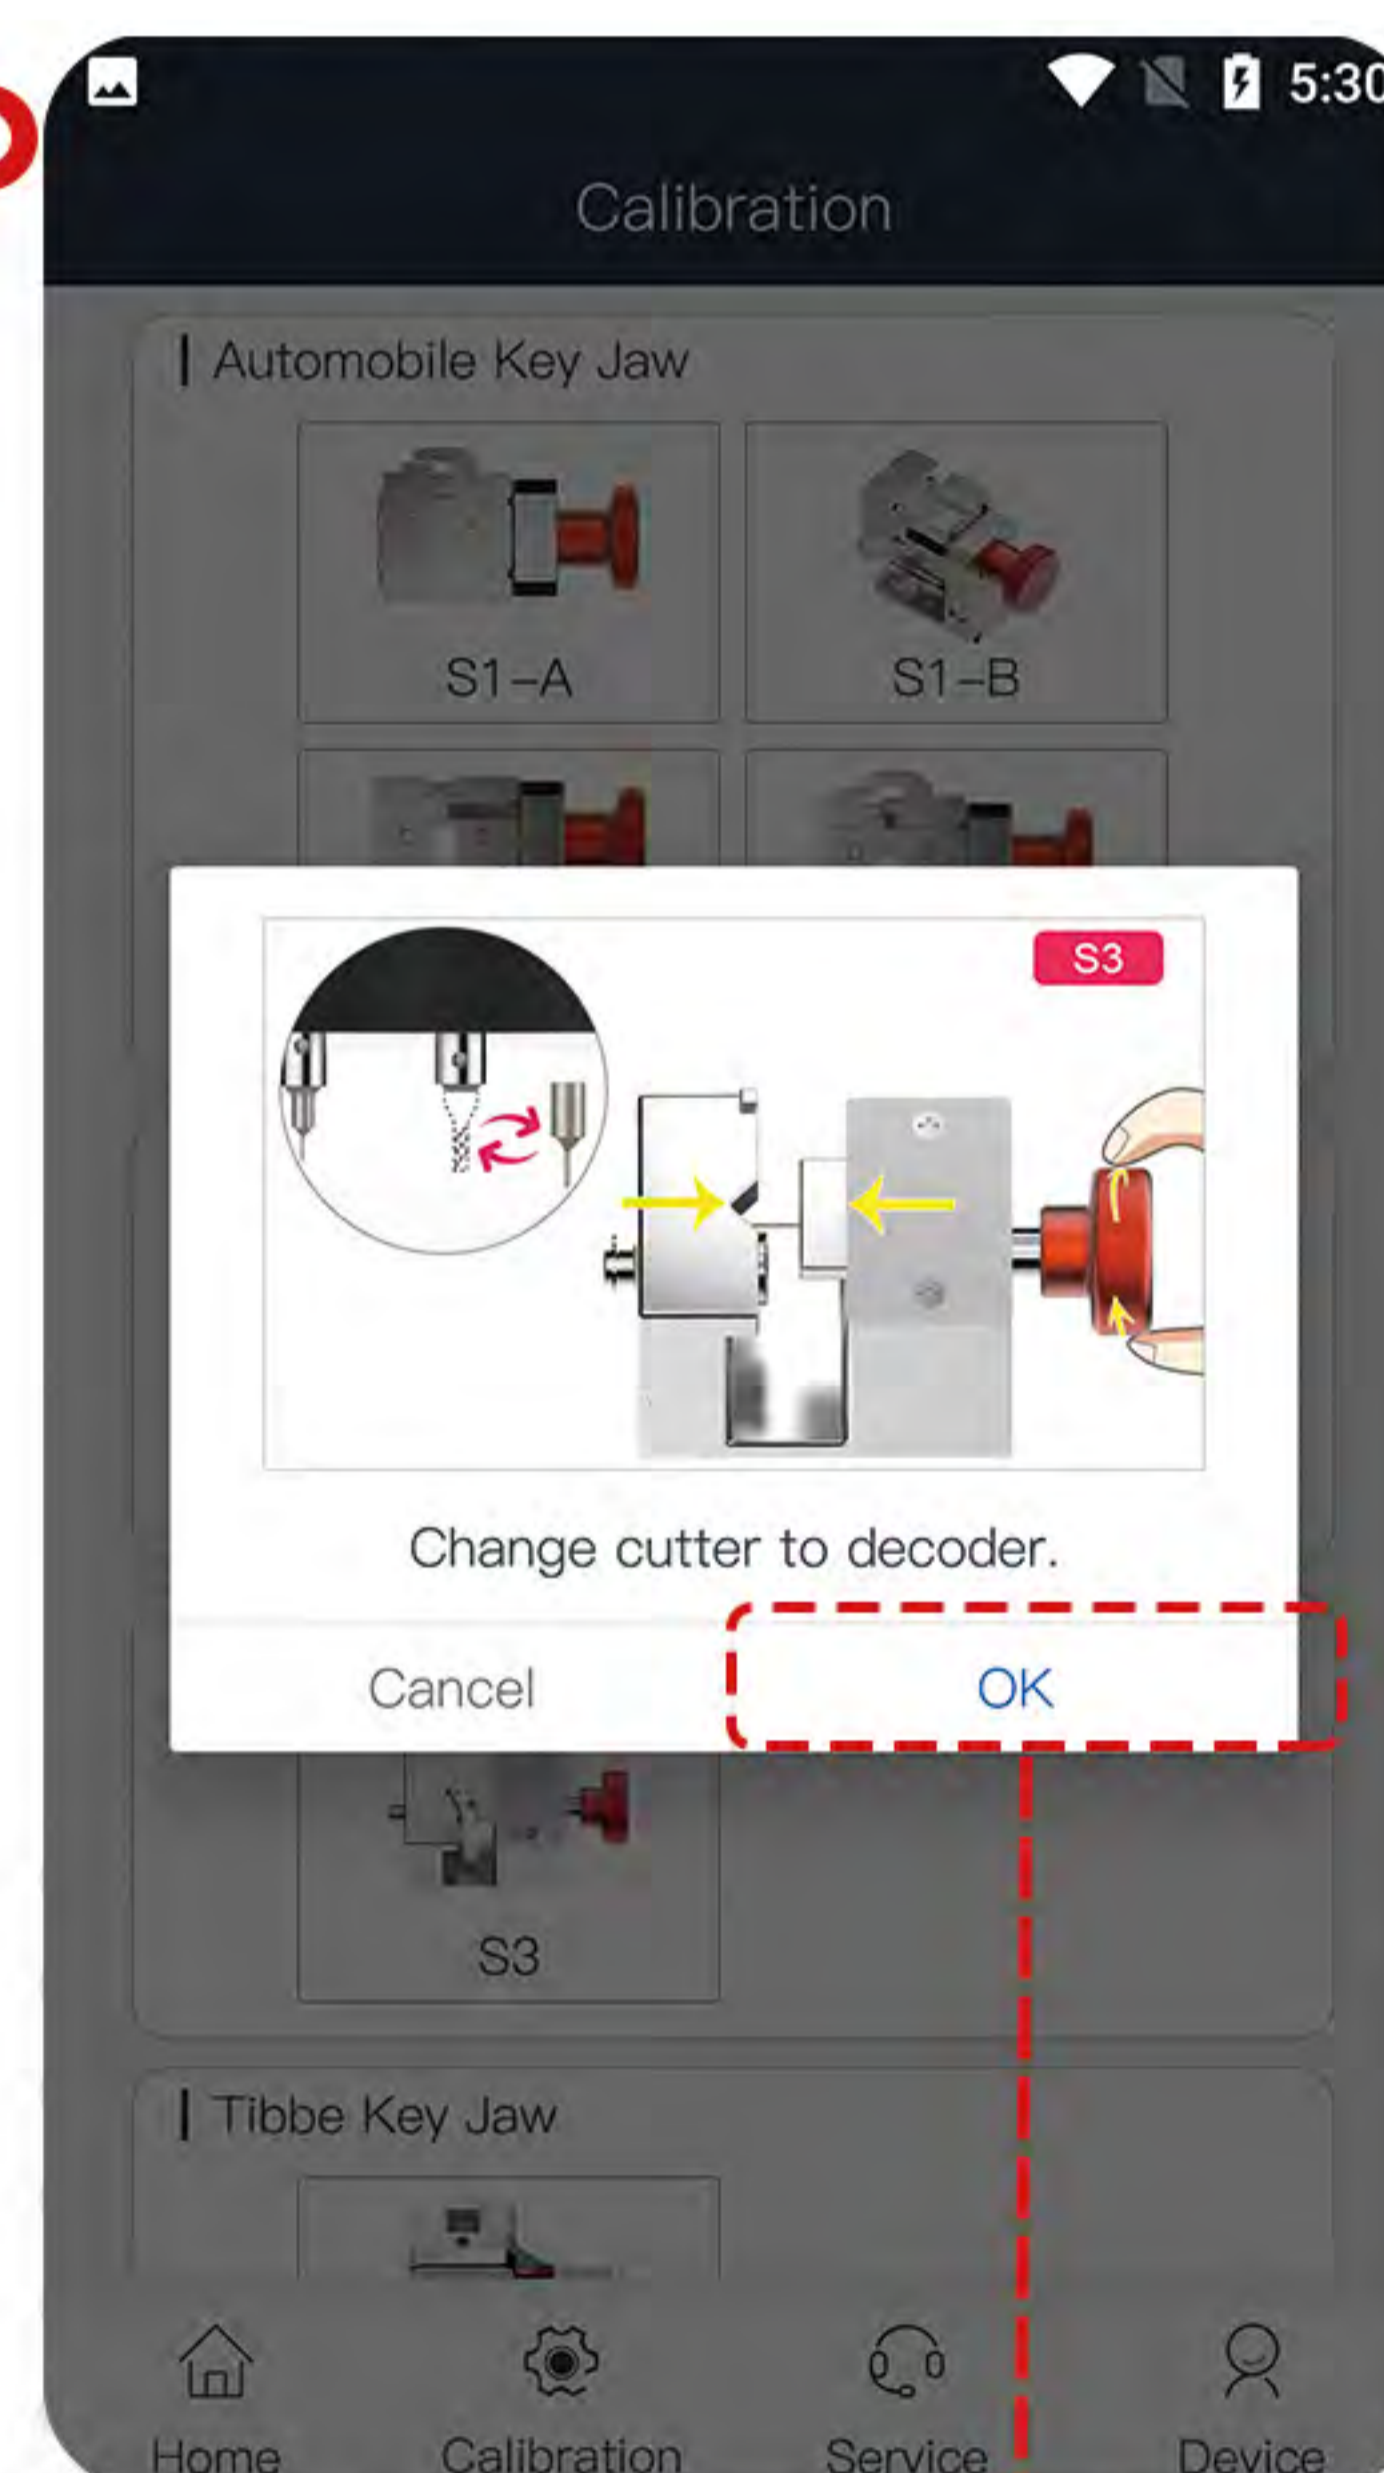 5:30
Calibration
Automobile Key Jaw
S1-A
S1-B
S3
Change cutter to decoder.
Cancel
OK
S3
Tibbe Key Jaw
Home
Calibration
Service
Device